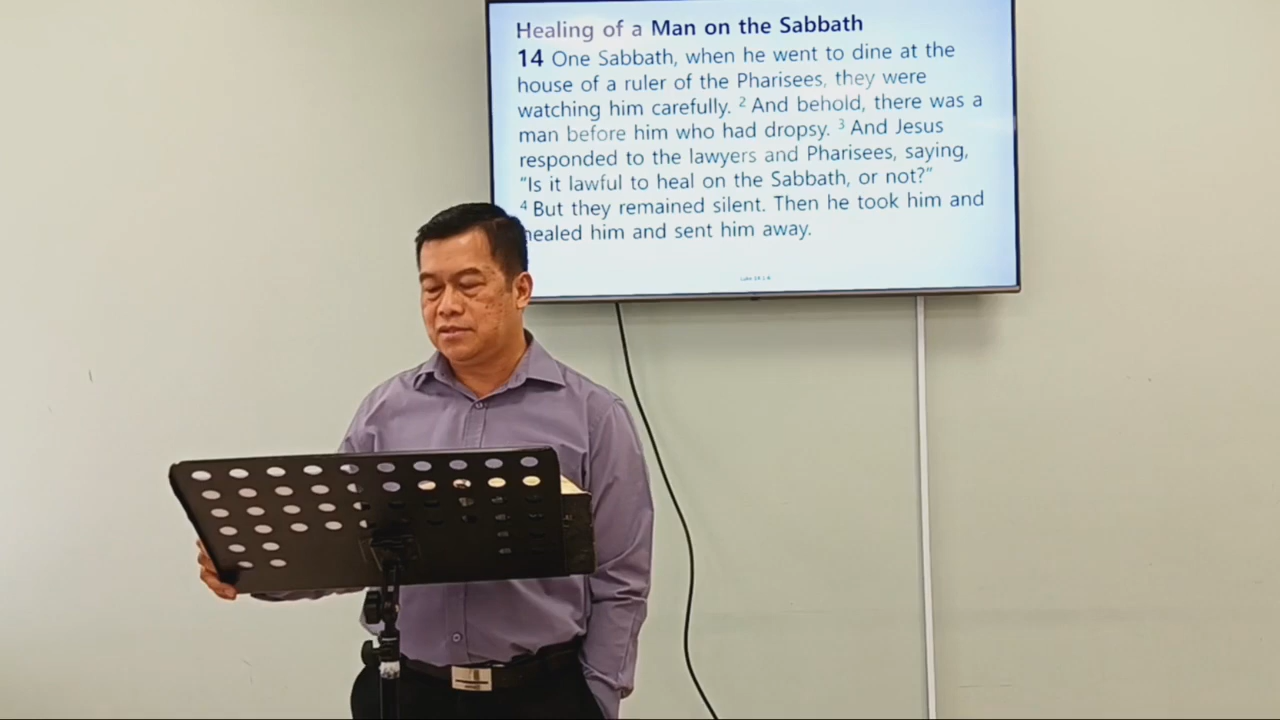 Healing of a Man on the Sabbath
14 One Sabbath, when he went to dine at the
house of a ruler of the Pharisees, they were
watching him carefully. 2 And behold, there was a
man before him who had dropsy. 3 And Jesus
responded to the lawyers and Pharisees, saying,
“Is it lawful to heal on the Sabbath, or not?”
4 But they remained silent. Then he took him and
healed him and sent him away.